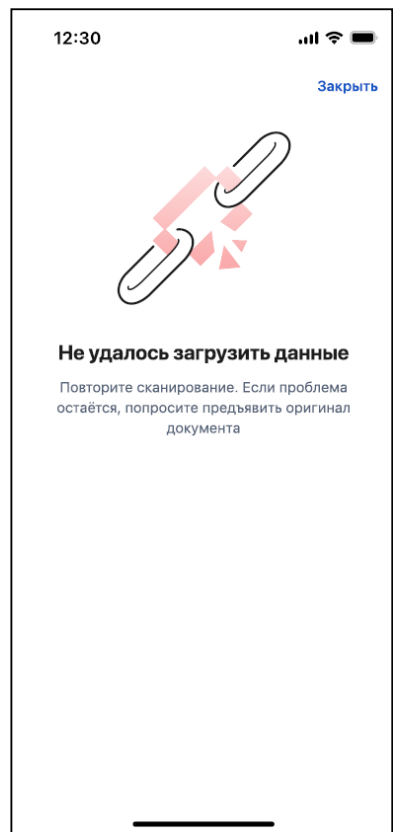 12:30
Закрыть
Не удалось загрузить данные
Повторите сканирование. Если проблема
остаётся, попросите предъявить оригинал
документа